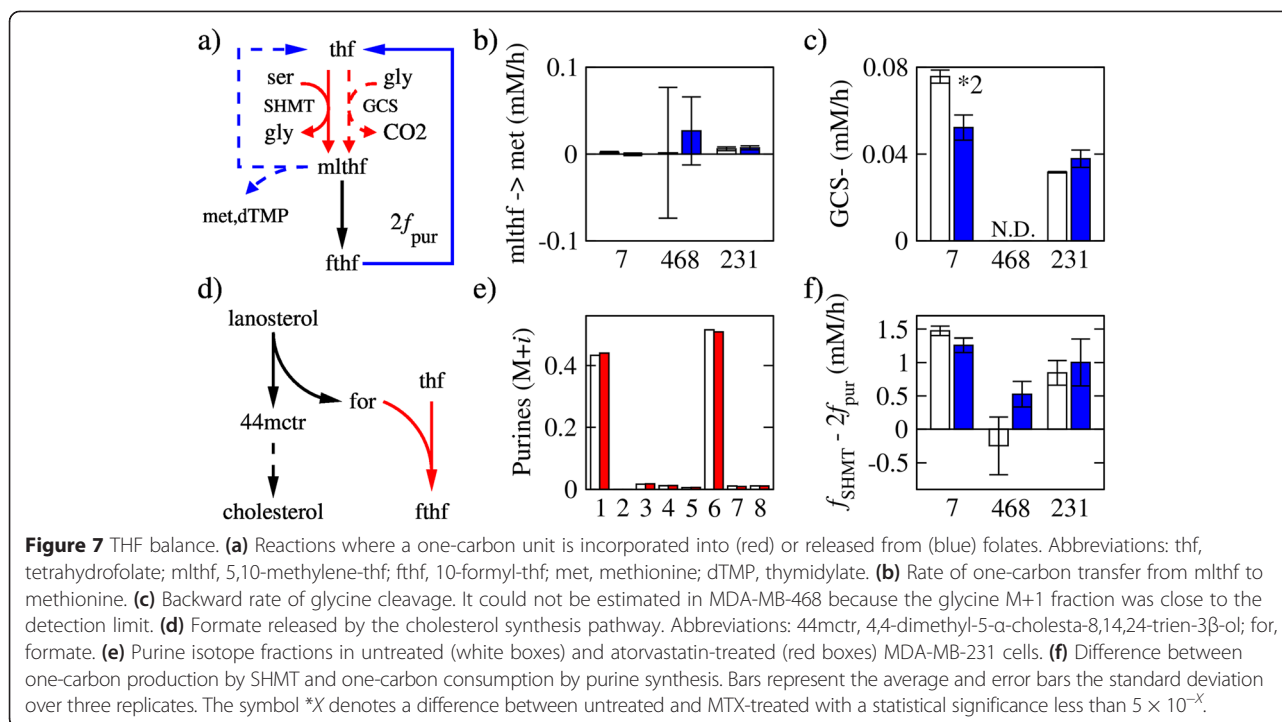 a)
thf
ser
gly
SHMT
GCS
gly
CO2
mlthf
met,dTMP
2f_pur
fthf
b)
mlthf -> met (mM/h)
0.1
0
-0.1
7 468 231
c)
GCS- (mM/h)
0.08
0.04
0
*2
N.D.
7 468 231
d)
lanosterol
for
thf
44mctr
cholesterol
fthf
e)
Purines (M+i)
0.4
0.2
0
1 2 3 4 5 6 7 8
f)
f_SHMT - 2f_pur (mM/h)
1.5
1
0.5
0
-0.5
7 468 231
Figure 7 THF balance. (a) Reactions where a one-carbon unit is incorporated into (red) or released from (blue) folates. Abbreviations: thf,
tetrahydrofolate; mlthf, 5,10-methylene-thf; fthf, 10-formyl-thf; met, methionine; dTMP, thymidylate. (b) Rate of one-carbon transfer from mlthf to
methionine. (c) Backward rate of glycine cleavage. It could not be estimated in MDA-MB-468 because the glycine M+1 fraction was close to the
detection limit. (d) Formate released by the cholesterol synthesis pathway. Abbreviations: 44mctr, 4,4-dimethyl-5-α-cholesta-8,14,24-trien-3β-ol; for,
formate. (e) Purine isotope fractions in untreated (white boxes) and atorvastatin-treated (red boxes) MDA-MB-231 cells. (f) Difference between
one-carbon production by SHMT and one-carbon consumption by purine synthesis. Bars represent the average and error bars the standard deviation
over three replicates. The symbol *X denotes a difference between untreated and MTX-treated with a statistical significance less than 5 × 10⁻ˣ.